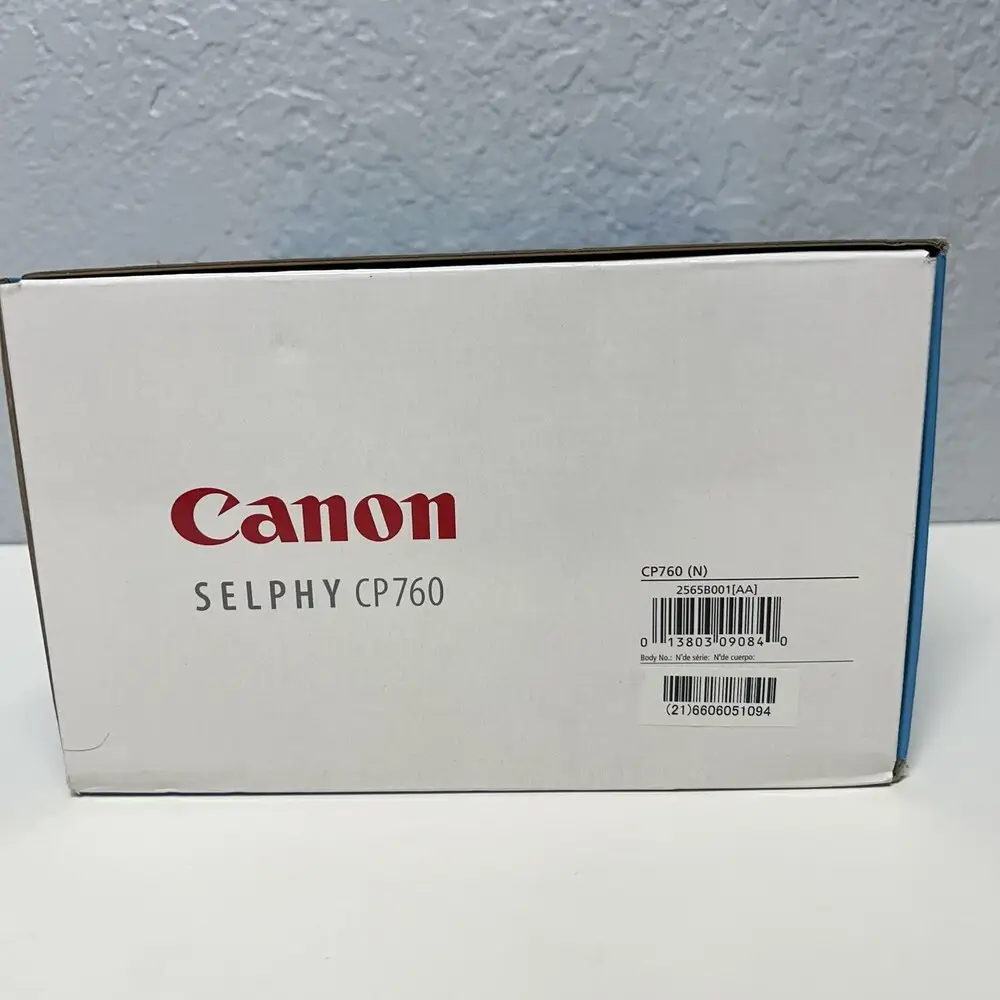 Canon
SELPHY CP760
CP760 (N)
2565B001[AA]
0 13803 09084 0
Body No.: N°de série: N°de cuerpo:
(21)6606051094